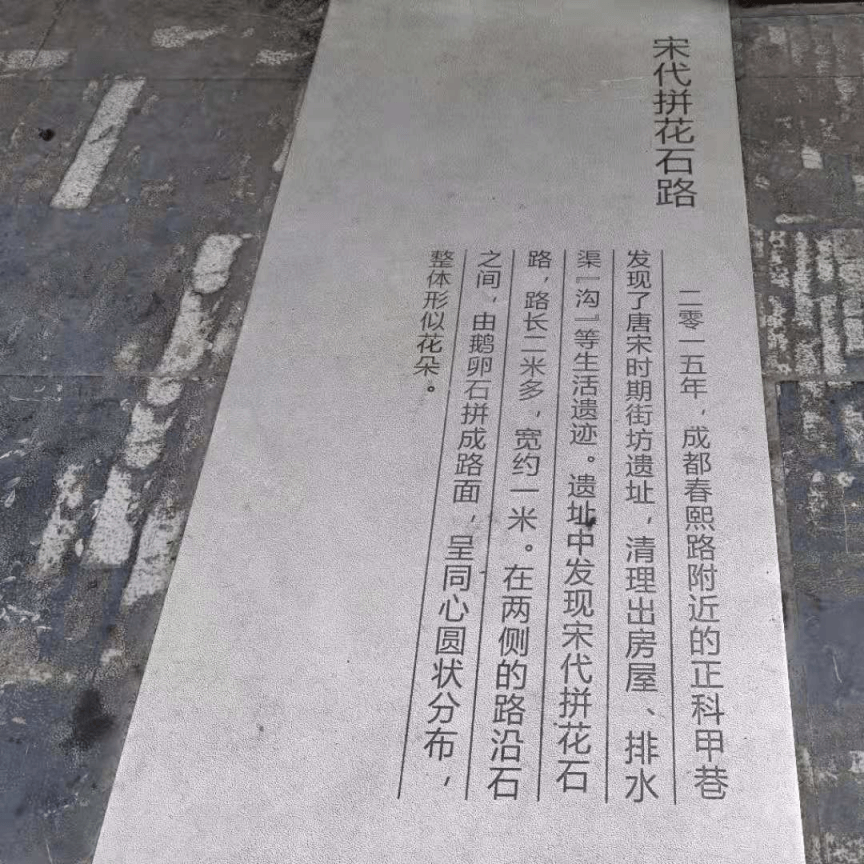 宋代拼花石路
二零一五年，成都春熙路附近的正科甲巷
发现了唐宋时期街坊遗址，清理出房屋、排水
渠『沟』等生活遗迹。遗址中发现宋代拼花石
路，路长二米多，宽约一米。在两侧的路沿石
之间，由鹅卵石拼成路面，呈同心圆状分布，
整体形似花朵。